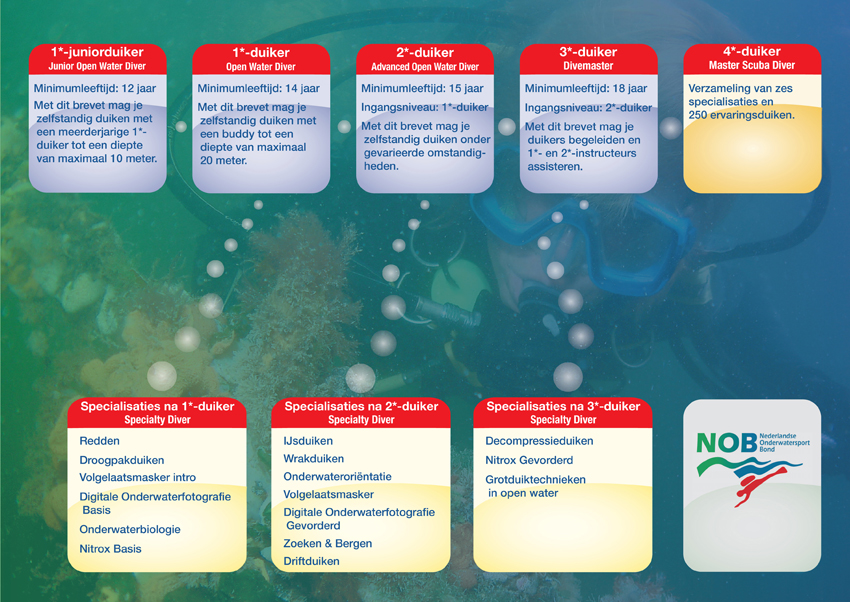 1*-juniorduiker
Junior Open Water Diver
Minimumleeftijd: 12 jaar
Met dit brevet mag je
zelfstandig duiken met
een meerderjarige 1*-
duiker tot een diepte
van maximaal 10 meter.
1*-duiker
Open Water Diver
Minimumleeftijd: 14 jaar
Met dit brevet mag je
zelfstandig duiken met
een buddy tot een
diepte van maximaal
20 meter.
2*-duiker
Advanced Open Water Diver
Minimumleeftijd: 15 jaar
Ingangsniveau: 1*-duiker
Met dit brevet mag je
zelfstandig duiken onder
gevarieerde omstandig-
heden.
3*-duiker
Divemaster
Minimumleeftijd: 18 jaar
Ingangsniveau: 2*-duiker
Met dit brevet mag je
duikers begeleiden en
1*- en 2*-instructeurs
assisteren.
4*-duiker
Master Scuba Diver
Verzameling van zes
specialisaties en
250 ervaringsduiken.
Specialisaties na 1*-duiker
Specialty Diver
Redden
Droogpakduiken
Volgelaatsmasker intro
Digitale Onderwaterfotografie
Basis
Onderwaterbiologie
Nitrox Basis
Specialisaties na 2*-duiker
Specialty Diver
IJsduiken
Wrakduiken
Onderwateroriëntatie
Volgelaatsmasker
Digitale Onderwaterfotografie
Gevorderd
Zoeken & Bergen
Driftduiken
Specialisaties na 3*-duiker
Specialty Diver
Decompressieduiken
Nitrox Gevorderd
Grotduiktechnieken
in open water
NOB
Nederlandse
Onderwatersport
Bond